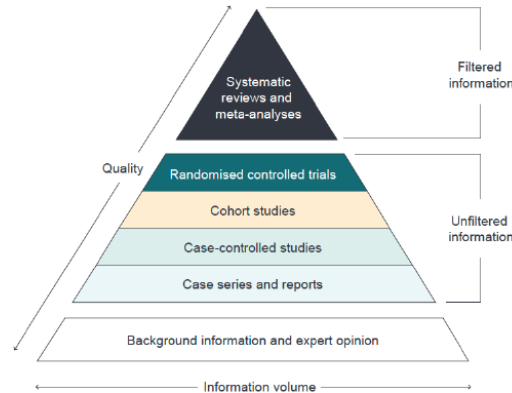 Systematic
reviews and
meta-analyses
Filtered
information
Quality
Randomised controlled trials
Cohort studies
Unfiltered
information
Case-controlled studies
Case series and reports
Background information and expert opinion
Information volume